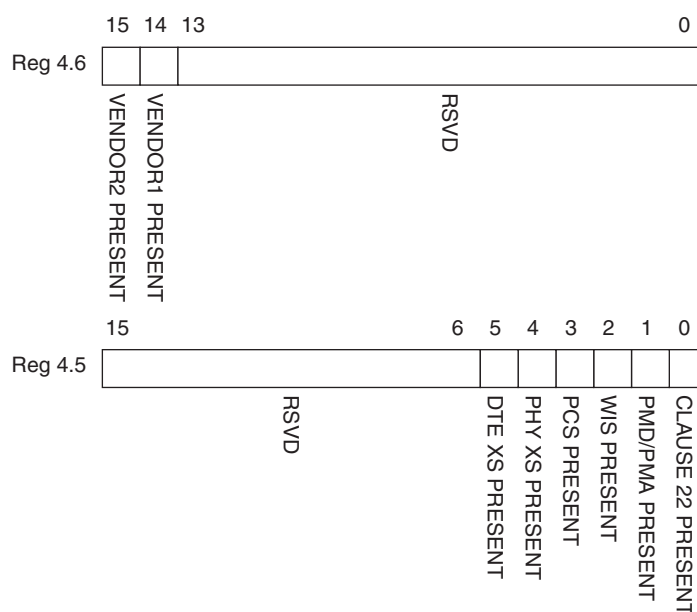 15 14 13 0
Reg 4.6
VENDOR2 PRESENT
VENDOR1 PRESENT
RSVD
15 6 5 4 3 2 1 0
Reg 4.5
RSVD
DTE XS PRESENT
PHY XS PRESENT
PCS PRESENT
WIS PRESENT
PMD/PMA PRESENT
CLAUSE 22 PRESENT